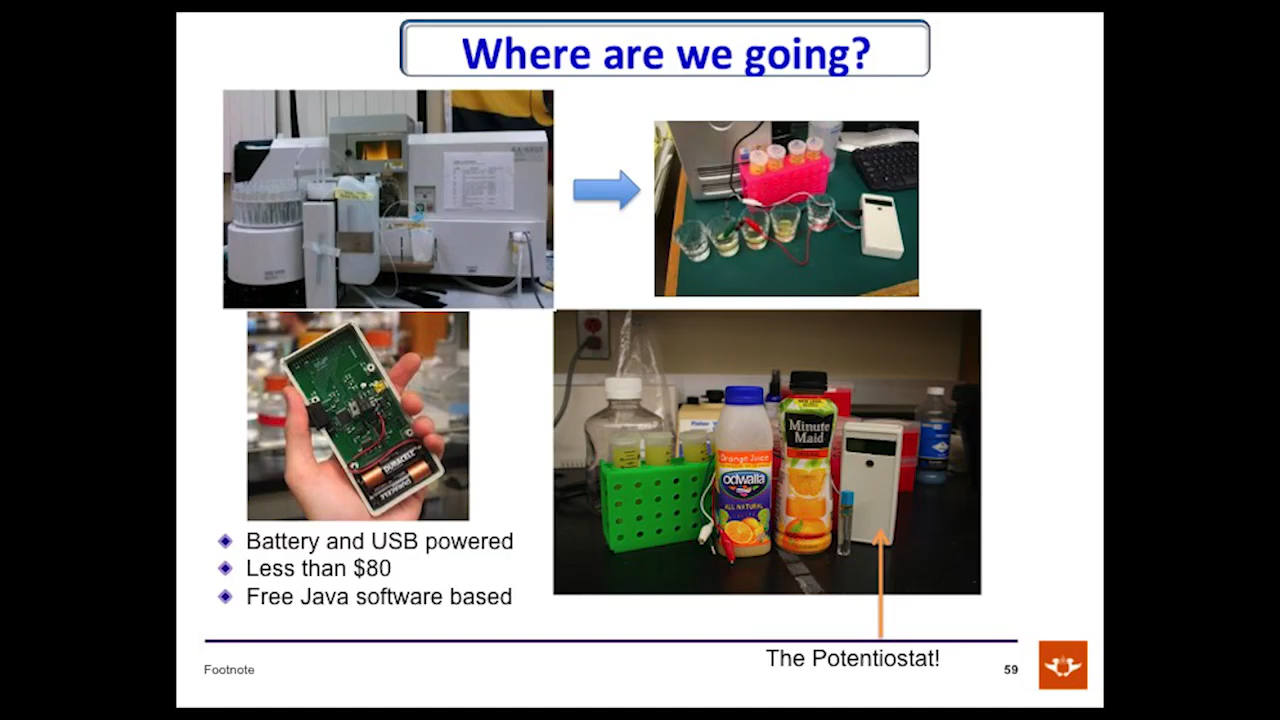 Where are we going?
DURACELL
DURACELL
Orange Juice
odwalla
ALL NATURAL
Minute
Maid
Battery and USB powered
Less than $80
Free Java software based
The Potentiostat!
Footnote
59